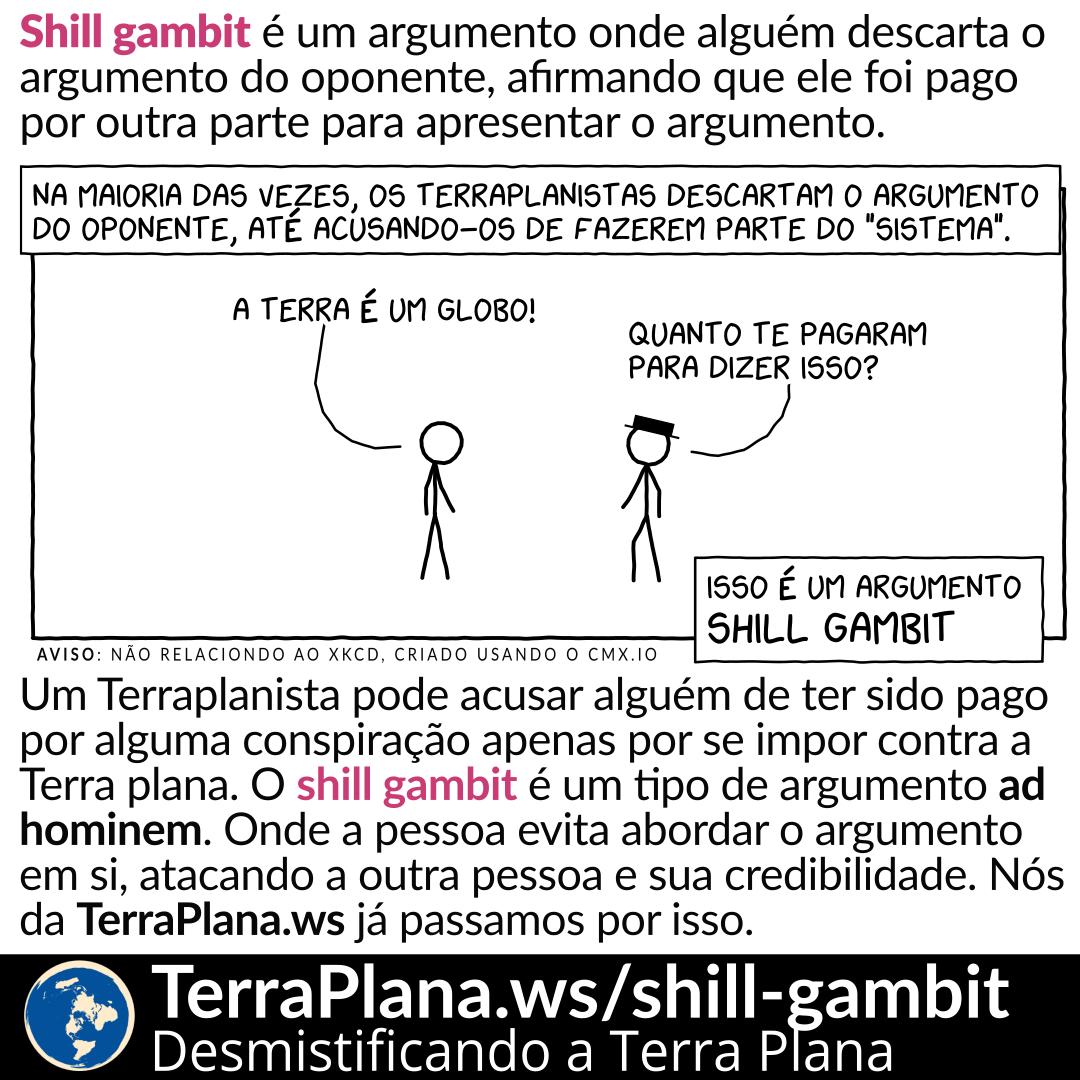 Shill gambit é um argumento onde alguém descarta o
argumento do oponente, afirmando que ele foi pago
por outra parte para apresentar o argumento.
NA MAIORIA DAS VEZES, OS TERRAPLANISTAS DESCARTAM O ARGUMENTO
DO OPONENTE, ATÉ ACUSANDO-OS DE FAZEREM PARTE DO "SISTEMA".
A TERRA É UM GLOBO!
QUANTO TE PAGARAM
PARA DIZER ISSO?
ISSO É UM ARGUMENTO
SHILL GAMBIT
AVISO: NÃO RELACIONDO AO XKCD, CRIADO USANDO O CMX.IO
Um Terraplanista pode acusar alguém de ter sido pago
por alguma conspiração apenas por se impor contra a
Terra plana. O shill gambit é um tipo de argumento ad
hominem. Onde a pessoa evita abordar o argumento
em si, atacando a outra pessoa e sua credibilidade. Nós
da TerraPlana.ws já passamos por isso.
TerraPlana.ws/shill-gambit
Desmistificando a Terra Plana